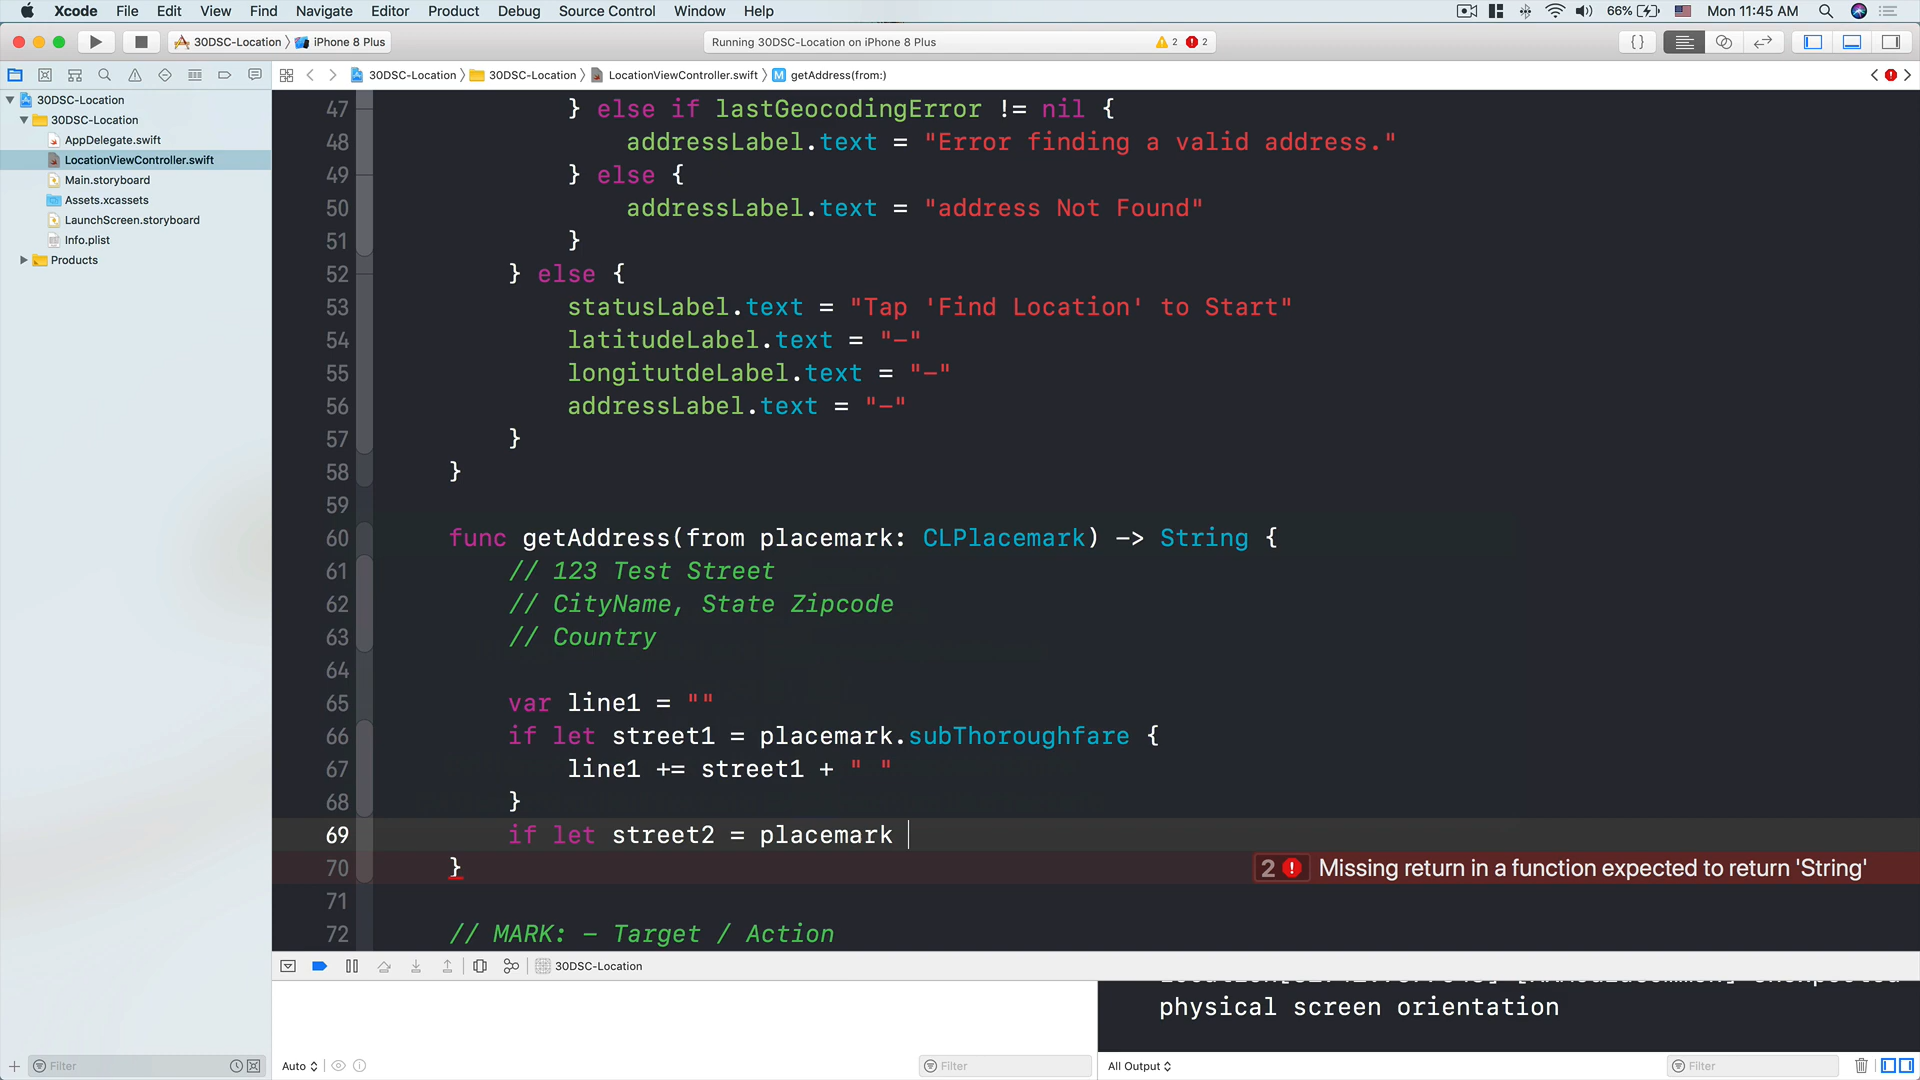 Xcode File Edit View Find Navigate Editor Product Debug Source Control Window Help 66% Mon 11:45 AM
30DSC-Location iPhone 8 Plus Running 30DSC-Location on iPhone 8 Plus 2 2 {}
30DSC-Location 30DSC-Location LocationViewController.swift M getAddress(from:)
30DSC-Location
30DSC-Location
AppDelegate.swift
LocationViewController.swift
Main.storyboard
Assets.xcassets
LaunchScreen.storyboard
Info.plist
Products
47 } else if lastGeocodingError != nil {
48 addressLabel.text = "Error finding a valid address."
49 } else {
50 addressLabel.text = "address Not Found"
51 }
52 } else {
53 statusLabel.text = "Tap 'Find Location' to Start"
54 latitudeLabel.text = "-"
55 longitutdeLabel.text = "-"
56 addressLabel.text = "-"
57 }
58 }
59
60 func getAddress(from placemark: CLPlacemark) -> String {
61 // 123 Test Street
62 // CityName, State Zipcode
63 // Country
64
65 var line1 = ""
66 if let street1 = placemark.subThoroughfare {
67 line1 += street1 + " "
68 }
69 if let street2 = placemark
70 } 2 Missing return in a function expected to return 'String'
71
72 // MARK: - Target / Action
30DSC-Location
physical screen orientation
Filter Auto Filter All Output Filter